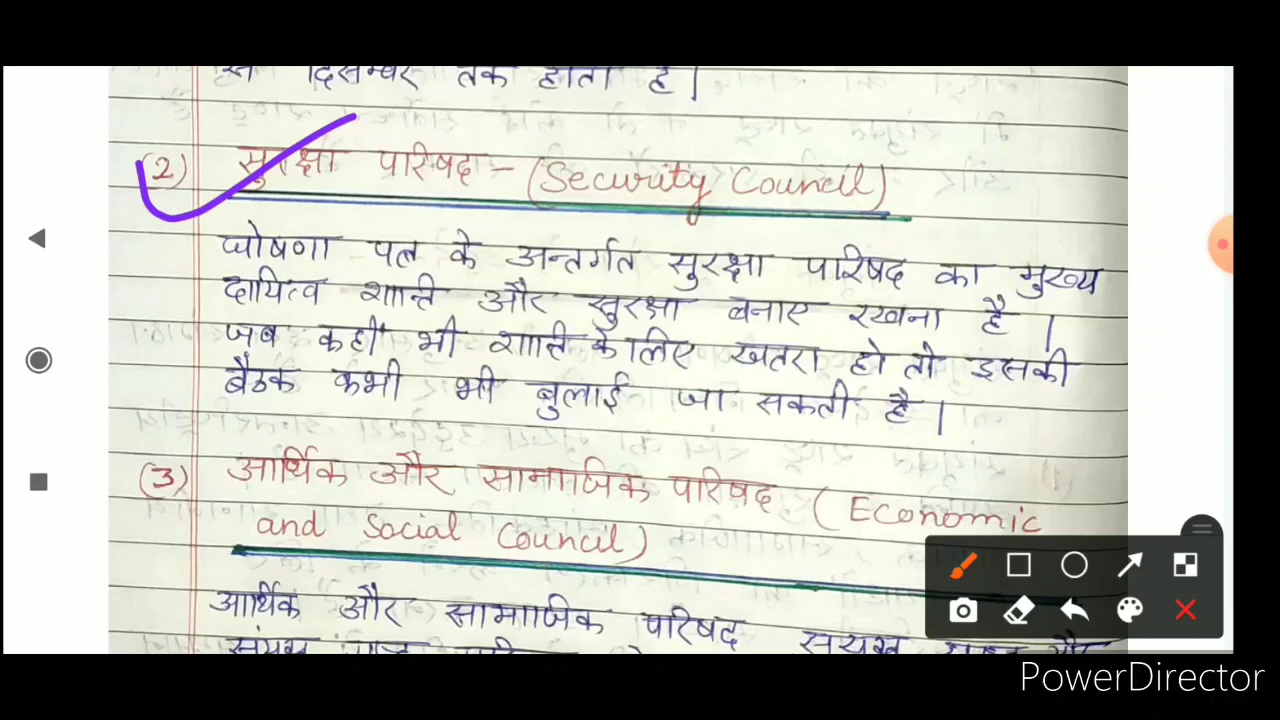 दिसम्बर तक होता है।
(2) सुरक्षा परिषद - (Security Council)
घोषणा पत्र के अन्तर्गत सुरक्षा परिषद का मुख्य
दायित्व शान्ति और सुरक्षा बनाए रखना है।
जब कहीं भी शान्ति के लिए खतरा हो तो इसकी
बैठक कभी भी बुलाई जा सकती है।
(3) आर्थिक और सामाजिक परिषद (Economic
and Social Council)
आर्थिक और सामाजिक परिषद
PowerDirector